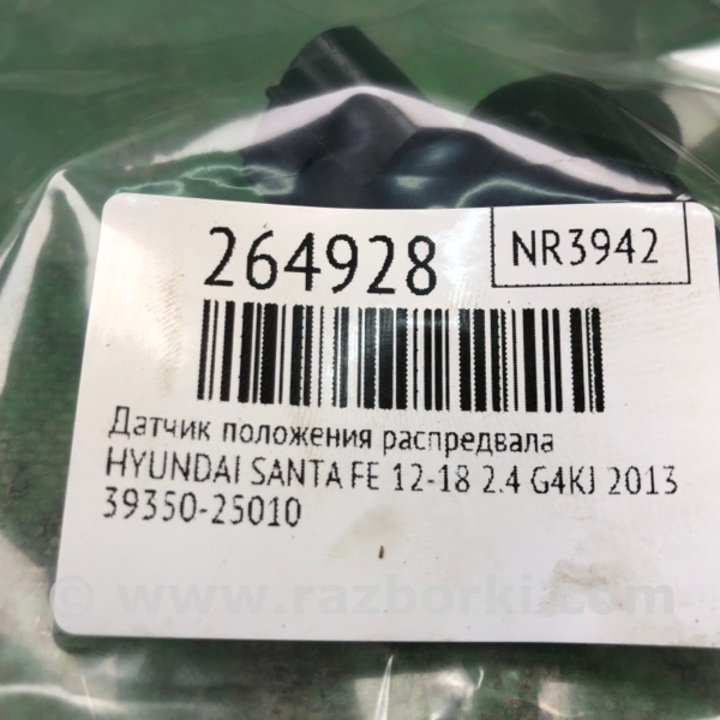 264928
NR3942
Датчик положения распредвала
HYUNDAI SANTA FE 12-18 2.4 G4KJ 2013
39350-25010
© www.razborki.com